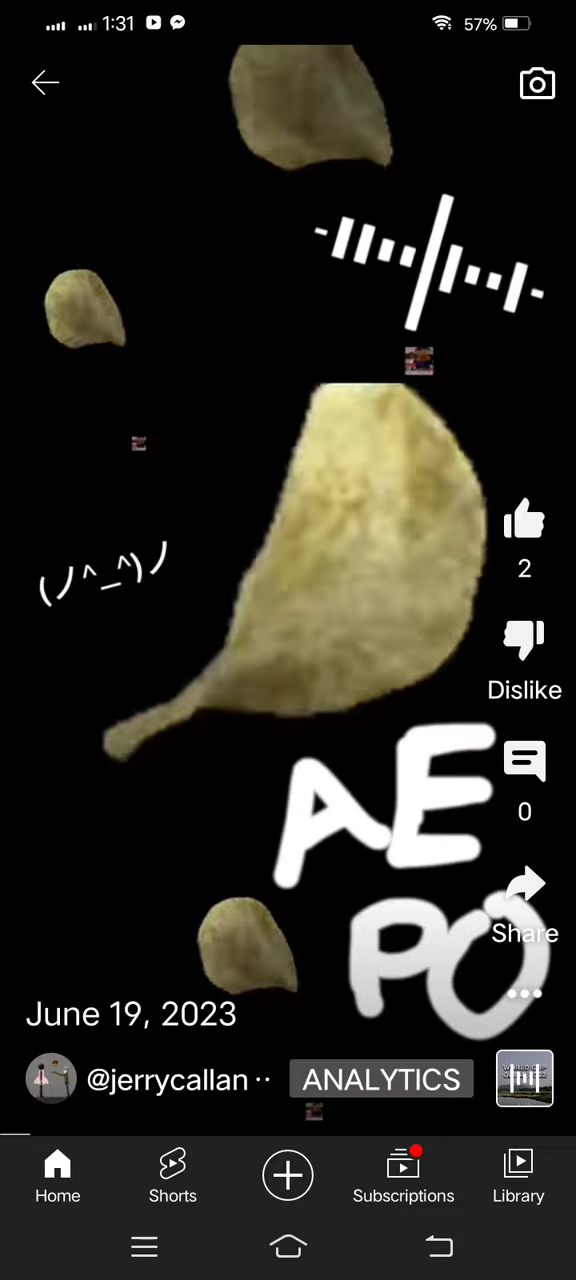 1:31
57%
(ノ^_^)ノ
2
Dislike
AE
0
PO
Share
June 19, 2023
@jerrycallan ··
ANALYTICS
Home
Shorts
Subscriptions
Library